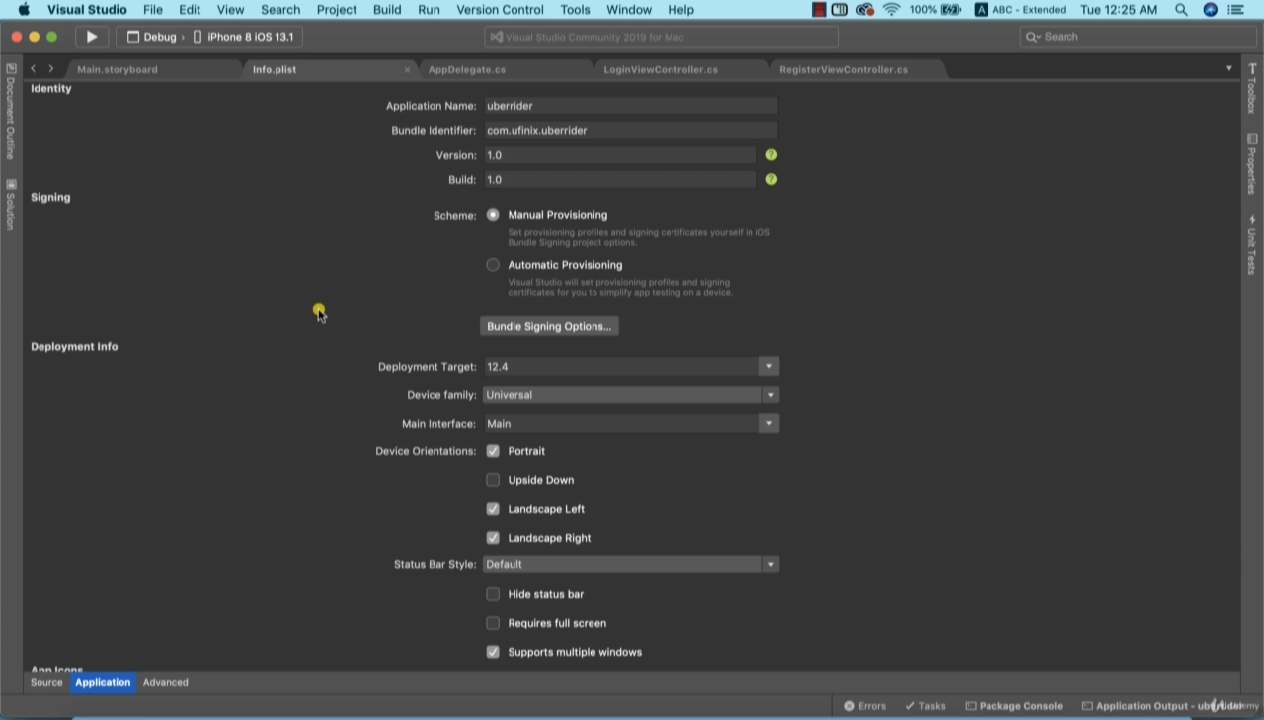 Visual Studio File Edit View Search Project Build Run Version Control Tools Window Help 100% A ABC - Extended Tue 12:25 AM
Debug › iPhone 8 iOS 13.1 Visual Studio Community 2019 for Mac Search
Main.storyboard Info.plist × AppDelegate.cs LoginViewController.cs RegisterViewController.cs
Document Outline
Solution
Toolbox
Properties
Unit Tests
Identity
Application Name: uberrider
Bundle Identifier: com.ufinix.uberrider
Version: 1.0 ?
Build: 1.0 ?
Signing
Scheme: Manual Provisioning
Set provisioning profiles and signing certificates yourself in iOS
Bundle Signing project options.
Automatic Provisioning
Visual Studio will set provisioning profiles and signing
certificates for you to simplify app testing on a device.
Bundle Signing Options...
Deployment Info
Deployment Target: 12.4
Device family: Universal
Main Interface: Main
Device Orientations: Portrait
Upside Down
Landscape Left
Landscape Right
Status Bar Style: Default
Hide status bar
Requires full screen
Supports multiple windows
App Icons
Source Application Advanced
Errors Tasks Package Console Application Output - uberrider